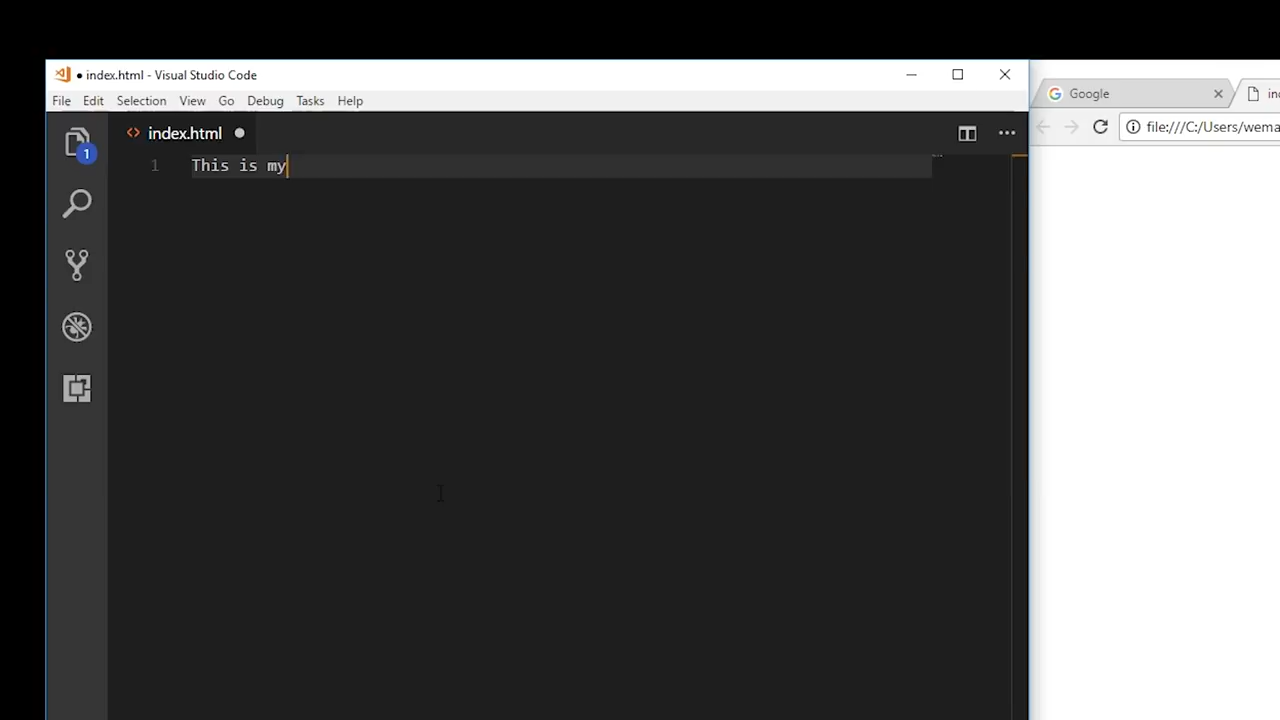 ● index.html - Visual Studio Code
File Edit Selection View Go Debug Tasks Help
index.html
1
1 This is my
Google
file:///C:/Users/wema